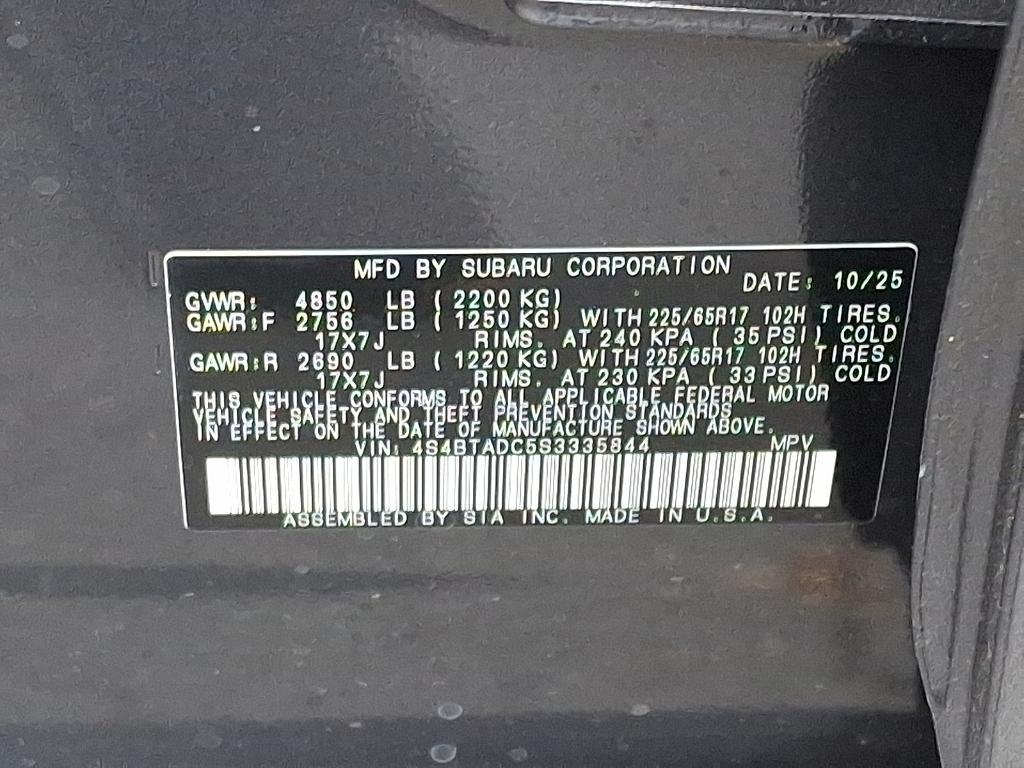 MFD BY SUBARU CORPORATION
DATE: 10/25
GVWR: 4850 LB ( 2200 KG)
GAWR:F 2756 LB ( 1250 KG) WITH 225/65R17 102H TIRES.
17X7J RIMS. AT 240 KPA ( 35 PSI) COLD
GAWR:R 2690 LB ( 1220 KG) WITH 225/65R17 102H TIRES.
17X7J RIMS. AT 230 KPA ( 33 PSI) COLD
THIS VEHICLE CONFORMS TO ALL APPLICABLE FEDERAL MOTOR
VEHICLE SAFETY AND THEFT PREVENTION STANDARDS
IN EFFECT ON THE DATE OF MANUFACTURE SHOWN ABOVE.
VIN: 4S4BTADC5S3335844 MPV
ASSEMBLED BY SIA INC. MADE IN U.S.A.